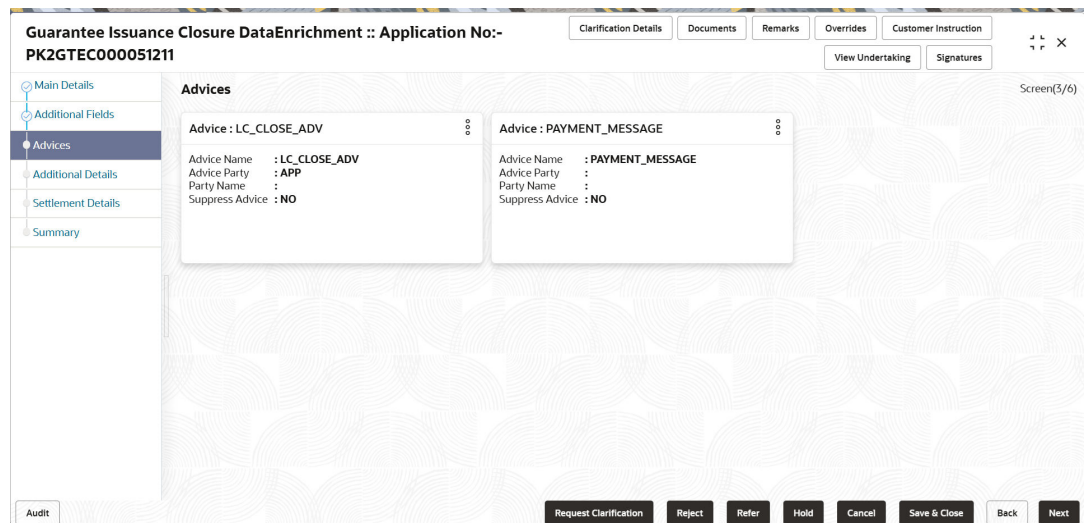 Guarantee Issuance Closure DataEnrichment :: Application No:-
PK2GTEC000051211
Clarification Details
Documents
Remarks
Overrides
Customer Instruction
View Undertaking
Signatures
Main Details
Additional Fields
Advices
Additional Details
Settlement Details
Summary
Advices
Screen(3/6)
Advice : LC_CLOSE_ADV
Advice Name : LC_CLOSE_ADV
Advice Party : APP
Party Name :
Suppress Advice : NO
Advice : PAYMENT_MESSAGE
Advice Name : PAYMENT_MESSAGE
Advice Party :
Party Name :
Suppress Advice : NO
Audit
Request Clarification
Reject
Refer
Hold
Cancel
Save & Close
Back
Next